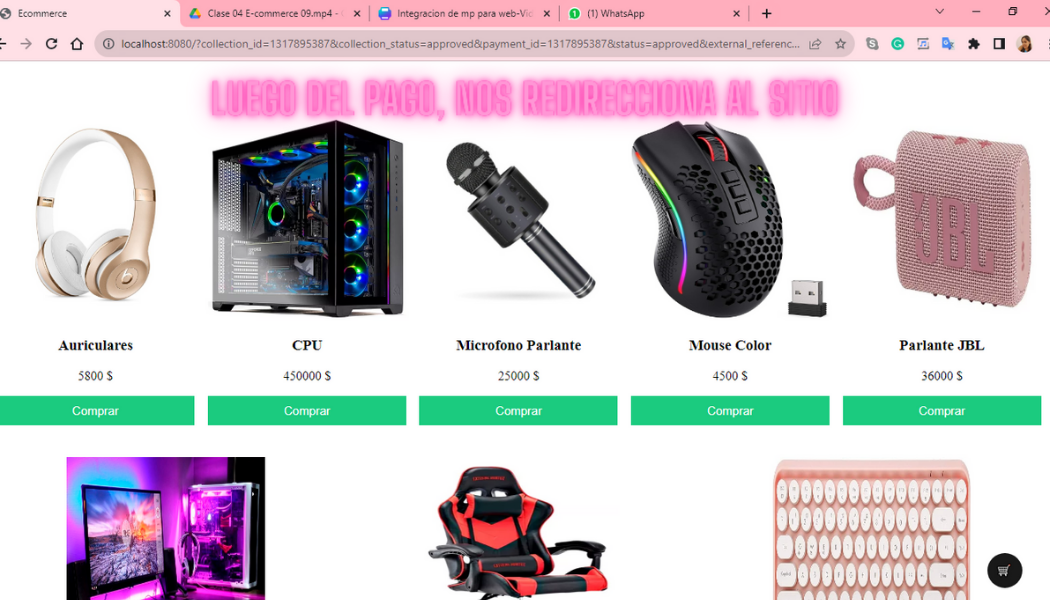 Ecommerce
Clase 04 E-commerce 09.mp4 -
Integracion de mp para web-Vic
(1) WhatsApp
localhost:8080/?collection_id=1317895387&collection_status=approved&payment_id=1317895387&status=approved&external_referenc...
LUEGO DEL PAGO, NOS REDIRECCIONA AL SITIO
JBL
Auriculares
CPU
Microfono Parlante
Mouse Color
Parlante JBL
5800 $
450000 $
25000 $
4500 $
36000 $
Comprar
Comprar
Comprar
Comprar
Comprar